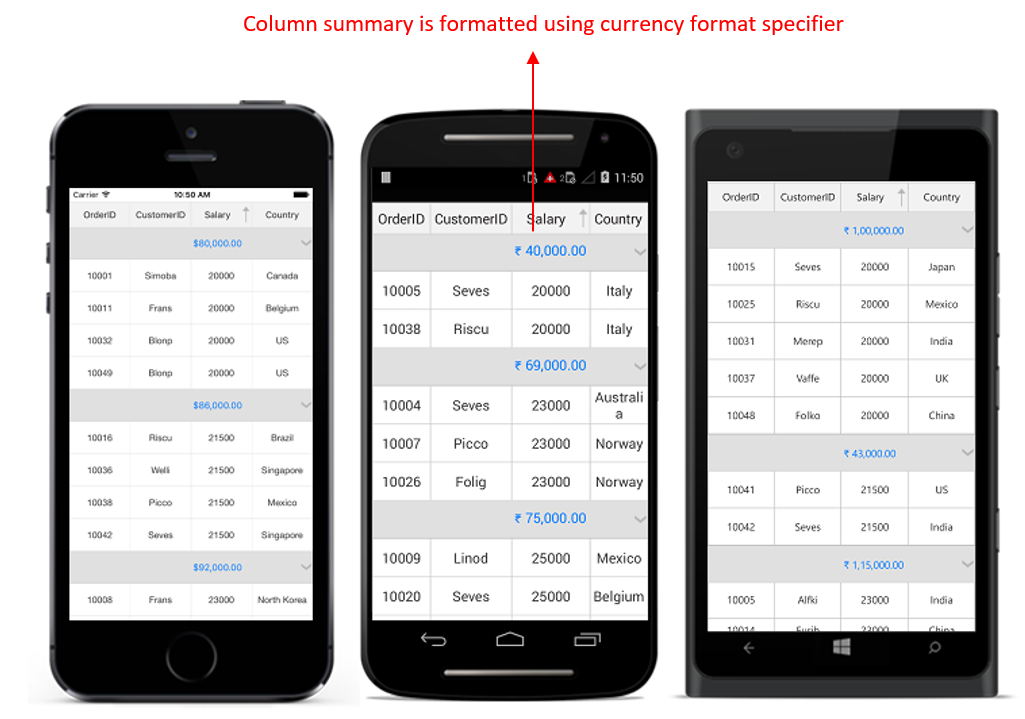 Column summary is formatted using currency format specifier
Carrier 10:50 AM
OrderID CustomerID Salary Country
$80,000.00
10001 Simoba 20000 Canada
10011 Frans 20000 Belgium
10032 Blonp 20000 US
10049 Blonp 20000 US
$86,000.00
10016 Riscu 21500 Brazil
10036 Welli 21500 Singapore
10038 Picco 21500 Mexico
10042 Seves 21500 Singapore
$92,000.00
10008 Frans 23000 North Korea
1 2 11:50
OrderID CustomerID Salary Country
₹ 40,000.00
10005 Seves 20000 Italy
10038 Riscu 20000 Italy
₹ 69,000.00
10004 Seves 23000 Australi
a
10007 Picco 23000 Norway
10026 Folig 23000 Norway
₹ 75,000.00
10009 Linod 25000 Mexico
10020 Seves 25000 Belgium
OrderID CustomerID Salary Country
₹ 1,00,000.00
10015 Seves 20000 Japan
10025 Riscu 20000 Mexico
10031 Merep 20000 India
10037 Vaffe 20000 UK
10048 Folko 20000 China
₹ 43,000.00
10041 Picco 21500 US
10042 Seves 21500 India
₹ 1,15,000.00
10005 Alfki 23000 India
10014 Furib 23000 China